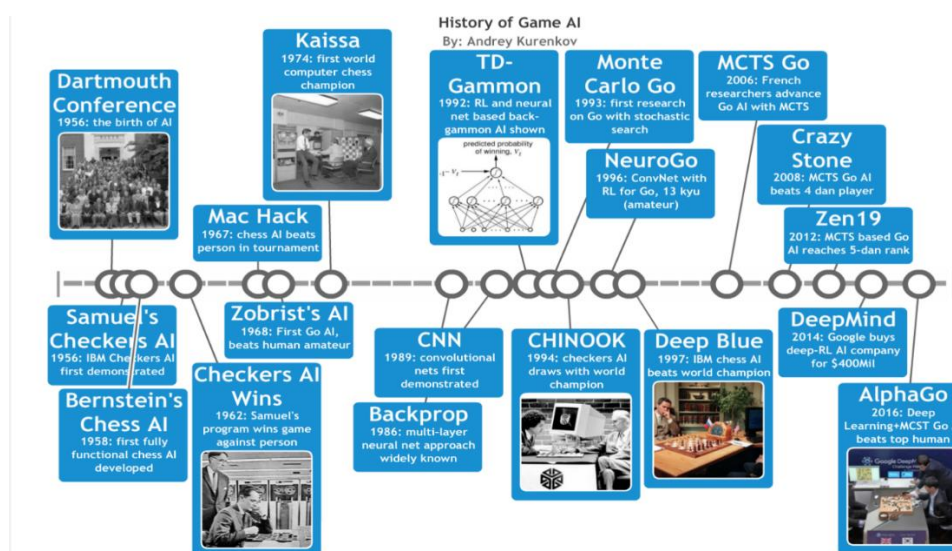 History of Game AI
By: Andrey Kurenkov
Dartmouth
Conference
1956: the birth of AI
Kaissa
1974: first world
computer chess
champion
Mac Hack
1967: chess AI beats
person in tournament
TD-
Gammon
1992: RL and neural
net based back-
gammon AI shown
predicted probability
of winning, Vt
Monte
Carlo Go
1993: first research
on Go with stochastic
search
NeuroGo
1996: ConvNet with
RL for Go, 13 kyu
(amateur)
MCTS Go
2006: French
researchers advance
Go AI with MCTS
Crazy
Stone
2008: MCTS Go AI
beats 4 dan player
Zen19
2012: MCTS based Go
AI reaches 5-dan rank
Samuel's
Checkers AI
1956: IBM Checkers AI
first demonstrated
Bernstein's
Chess AI
1958: first fully
functional chess AI
developed
Checkers AI
Wins
1962: Samuel's
program wins game
against person
Zobrist's AI
1968: First Go AI,
beats human amateur
CNN
1989: convolutional
nets first
demonstrated
Backprop
1986: multi-layer
neural net approach
widely known
CHINOOK
1994: checkers AI
draws with world
champion
Deep Blue
1997: IBM chess AI
beats world champion
DeepMind
2014: Google buys
deep-RL AI company
for $400Mil
AlphaGo
2016: Deep
Learning+MCST Go
beats top human
Google DeepMind